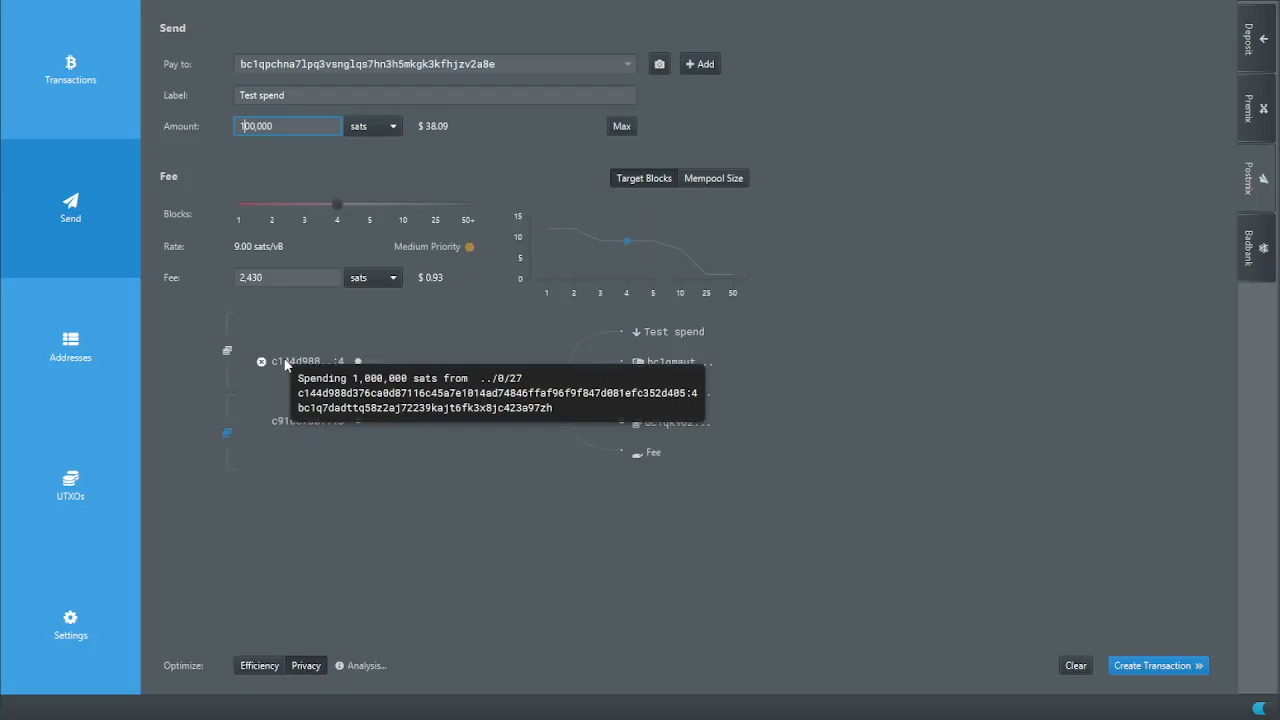 Transactions
Send
Addresses
UTXOs
Settings
Send
Pay to: bc1qpchna7lpq3vsnglqs7hn3h5mkgk3kfhjzv2a8e + Add
Label: Test spend
Amount: 100,000 sats $ 38.09 Max
Fee Target Blocks Mempool Size
Blocks: 1 2 3 4 5 10 25 50+
Rate: 9.00 sats/vB Medium Priority
Fee: 2,430 sats $ 0.93
15
10
5
0
1 2 3 4 5 10 25 50
c144d988..:4
Spending 1,000,000 sats from ../0/27
c144d988d376ca0d87116c45a7e1014ad74846ffaf96f9f847d081efc352d405:4
bc1q7dadttq58z2aj72239kajt6fk3x8jc423a97zh
Test spend
Fee
Optimize: Efficiency Privacy Analysis...
Clear
Create Transaction
Deposit
Premix
Postmix
Badbank